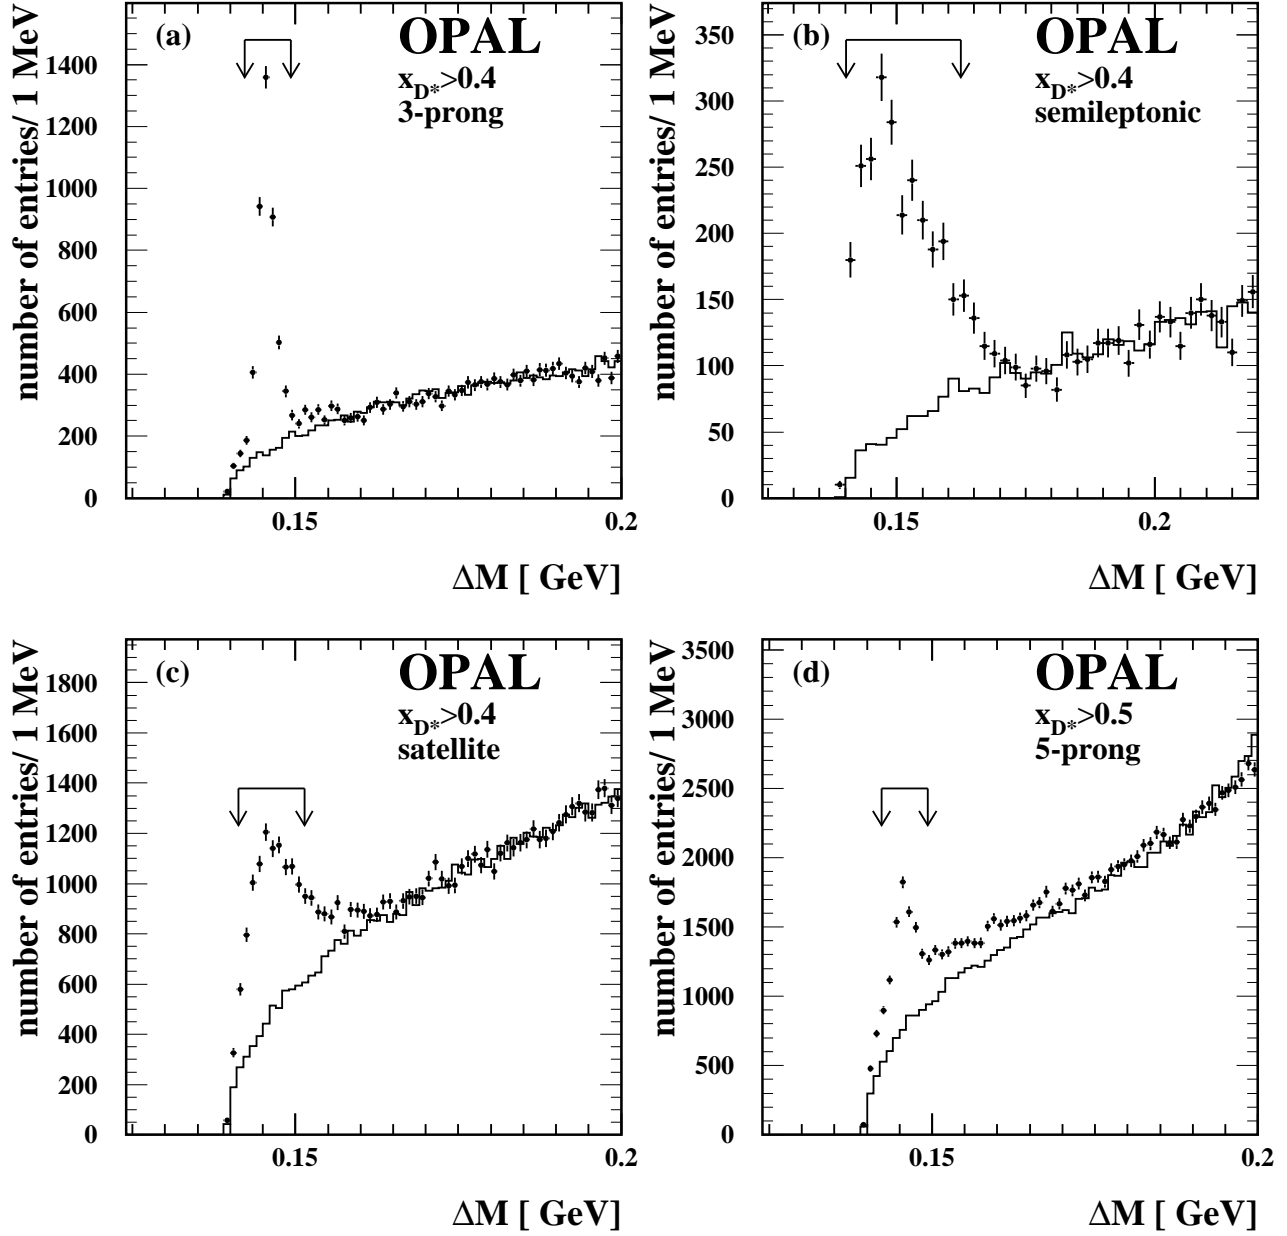 (a)
OPAL
x_D*>0.4
3-prong
number of entries/ 1 MeV
1400
1200
1000
800
600
400
200
0
0.15 0.2
ΔM [ GeV]
(b)
OPAL
x_D*>0.4
semileptonic
number of entries/ 1 MeV
350
300
250
200
150
100
50
0
0.15 0.2
ΔM [ GeV]
(c)
OPAL
x_D*>0.4
satellite
number of entries/ 1 MeV
1800
1600
1400
1200
1000
800
600
400
200
0
0.15 0.2
ΔM [ GeV]
(d)
OPAL
x_D*>0.5
5-prong
number of entries/ 1 MeV
3500
3000
2500
2000
1500
1000
500
0
0.15 0.2
ΔM [ GeV]